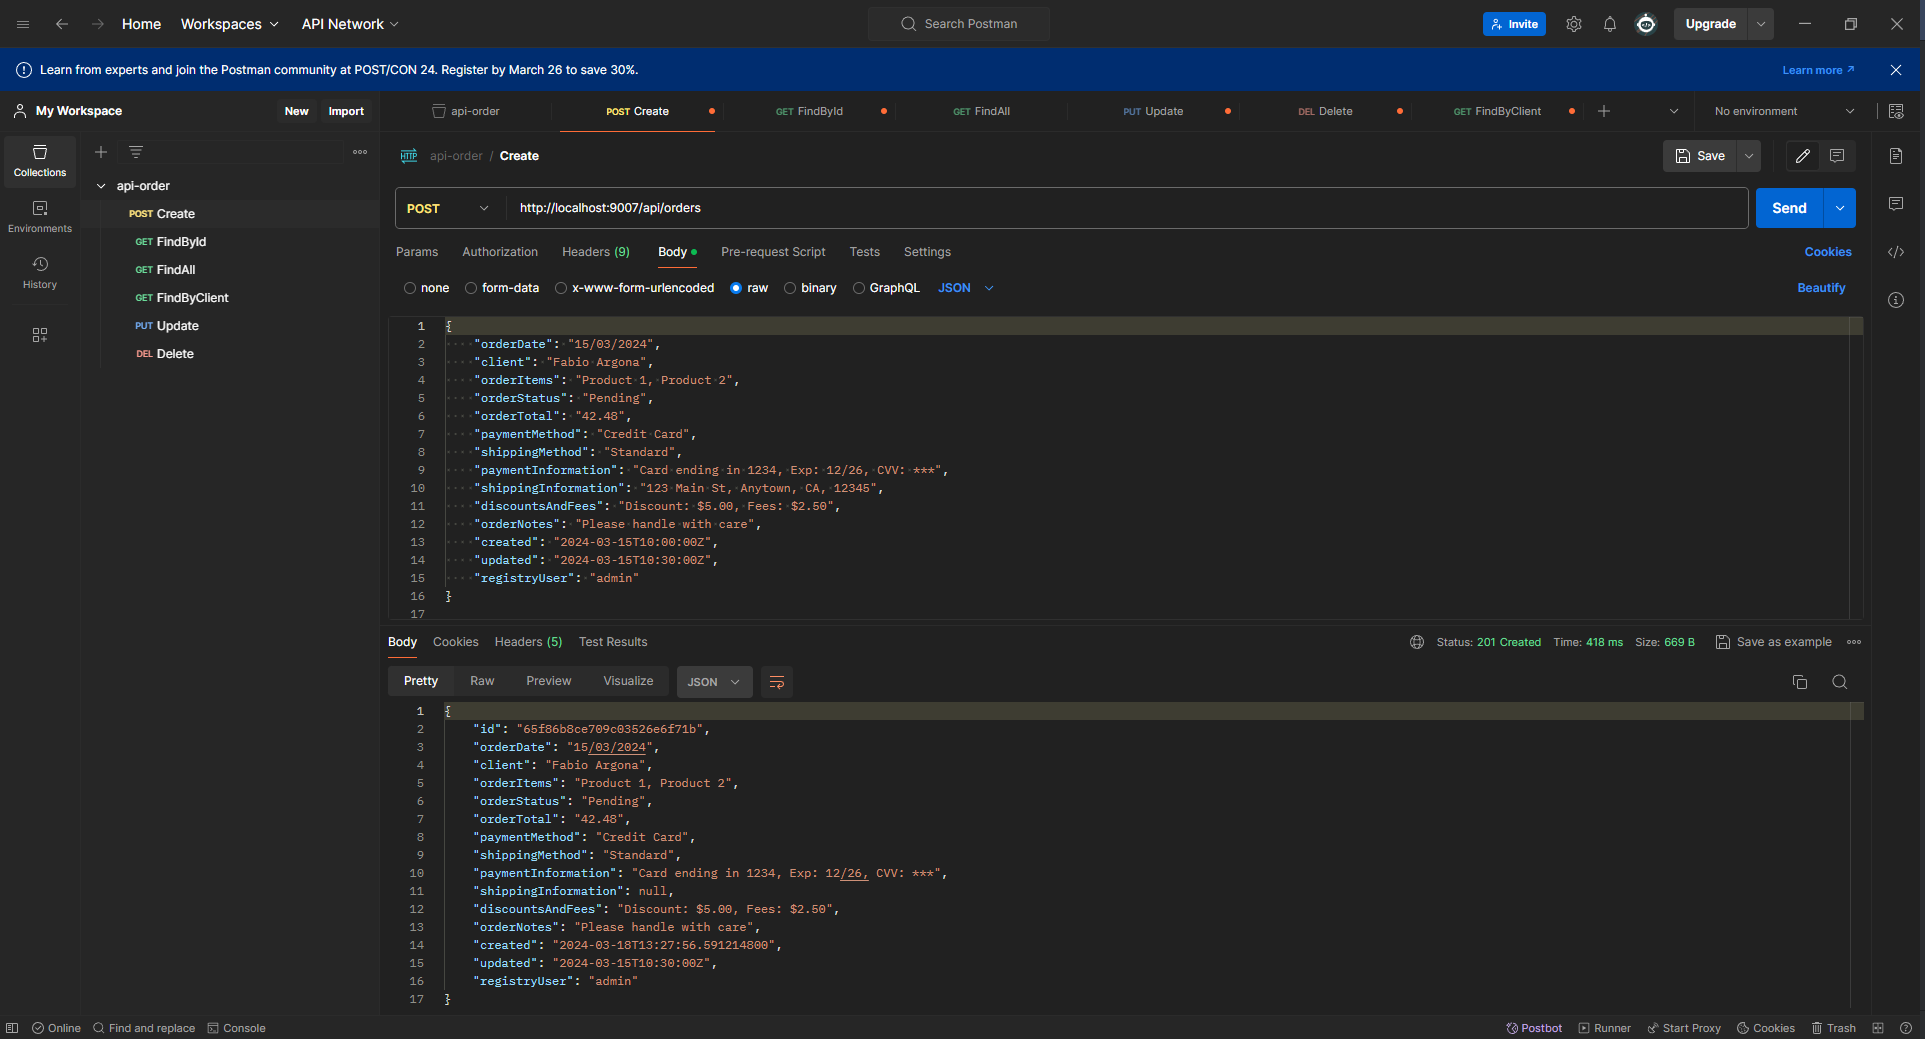 Home Workspaces API Network Search Postman Invite Upgrade
Learn from experts and join the Postman community at POST/CON 24. Register by March 26 to save 30%. Learn more
My Workspace New Import api-order POST Create GET FindById GET FindAll PUT Update DEL Delete GET FindByClient No environment
Collections
Environments
History
api-order
POST Create
GET FindById
GET FindAll
GET FindByClient
PUT Update
DEL Delete
HTTP api-order / Create Save
POST http://localhost:9007/api/orders Send
Params Authorization Headers (9) Body Pre-request Script Tests Settings Cookies
none form-data x-www-form-urlencoded raw binary GraphQL JSON Beautify
1 {
2 "orderDate": "15/03/2024",
3 "client": "Fabio Argona",
4 "orderItems": "Product 1, Product 2",
5 "orderStatus": "Pending",
6 "orderTotal": "42.48",
7 "paymentMethod": "Credit Card",
8 "shippingMethod": "Standard",
9 "paymentInformation": "Card ending in 1234, Exp: 12/26, CVV: ***",
10 "shippingInformation": "123 Main St, Anytown, CA, 12345",
11 "discountsAndFees": "Discount: $5.00, Fees: $2.50",
12 "orderNotes": "Please handle with care",
13 "created": "2024-03-15T10:00:00Z",
14 "updated": "2024-03-15T10:30:00Z",
15 "registryUser": "admin"
16 }
17
Body Cookies Headers (5) Test Results Status: 201 Created Time: 418 ms Size: 669 B Save as example
Pretty Raw Preview Visualize JSON
1 {
2 "id": "65f86b8ce709c03526e6f71b",
3 "orderDate": "15/03/2024",
4 "client": "Fabio Argona",
5 "orderItems": "Product 1, Product 2",
6 "orderStatus": "Pending",
7 "orderTotal": "42.48",
8 "paymentMethod": "Credit Card",
9 "shippingMethod": "Standard",
10 "paymentInformation": "Card ending in 1234, Exp: 12/26, CVV: ***",
11 "shippingInformation": null,
12 "discountsAndFees": "Discount: $5.00, Fees: $2.50",
13 "orderNotes": "Please handle with care",
14 "created": "2024-03-18T13:27:56.591214800",
15 "updated": "2024-03-15T10:30:00Z",
16 "registryUser": "admin"
17 }
Online Find and replace Console Postbot Runner Start Proxy Cookies Trash